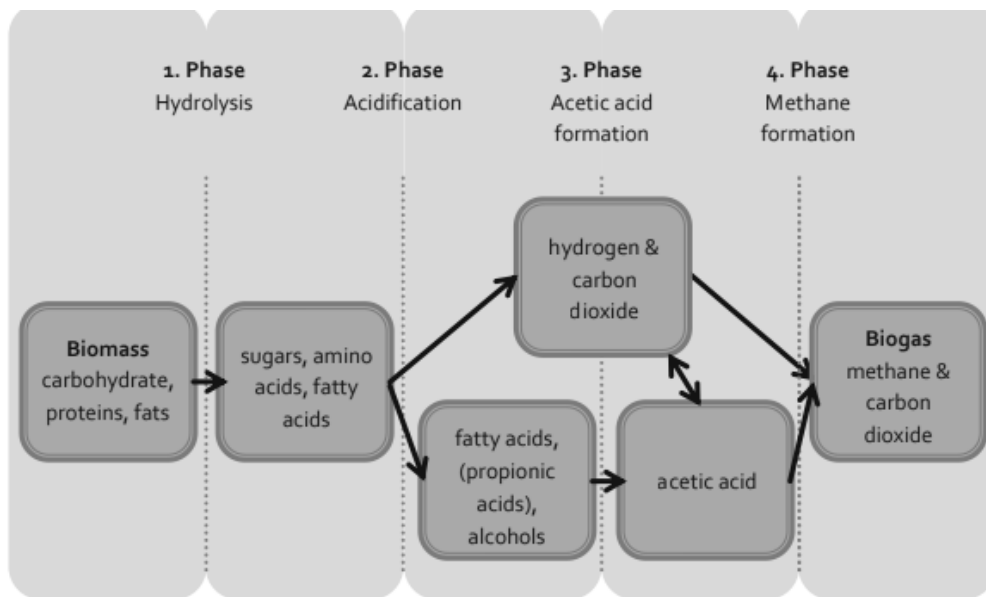 1. Phase
Hydrolysis
2. Phase
Acidification
3. Phase
Acetic acid
formation
4. Phase
Methane
formation
Biomass
carbohydrate,
proteins, fats
sugars, amino
acids, fatty
acids
hydrogen &
carbon
dioxide
fatty acids,
(propionic
acids),
alcohols
acetic acid
Biogas
methane &
carbon
dioxide